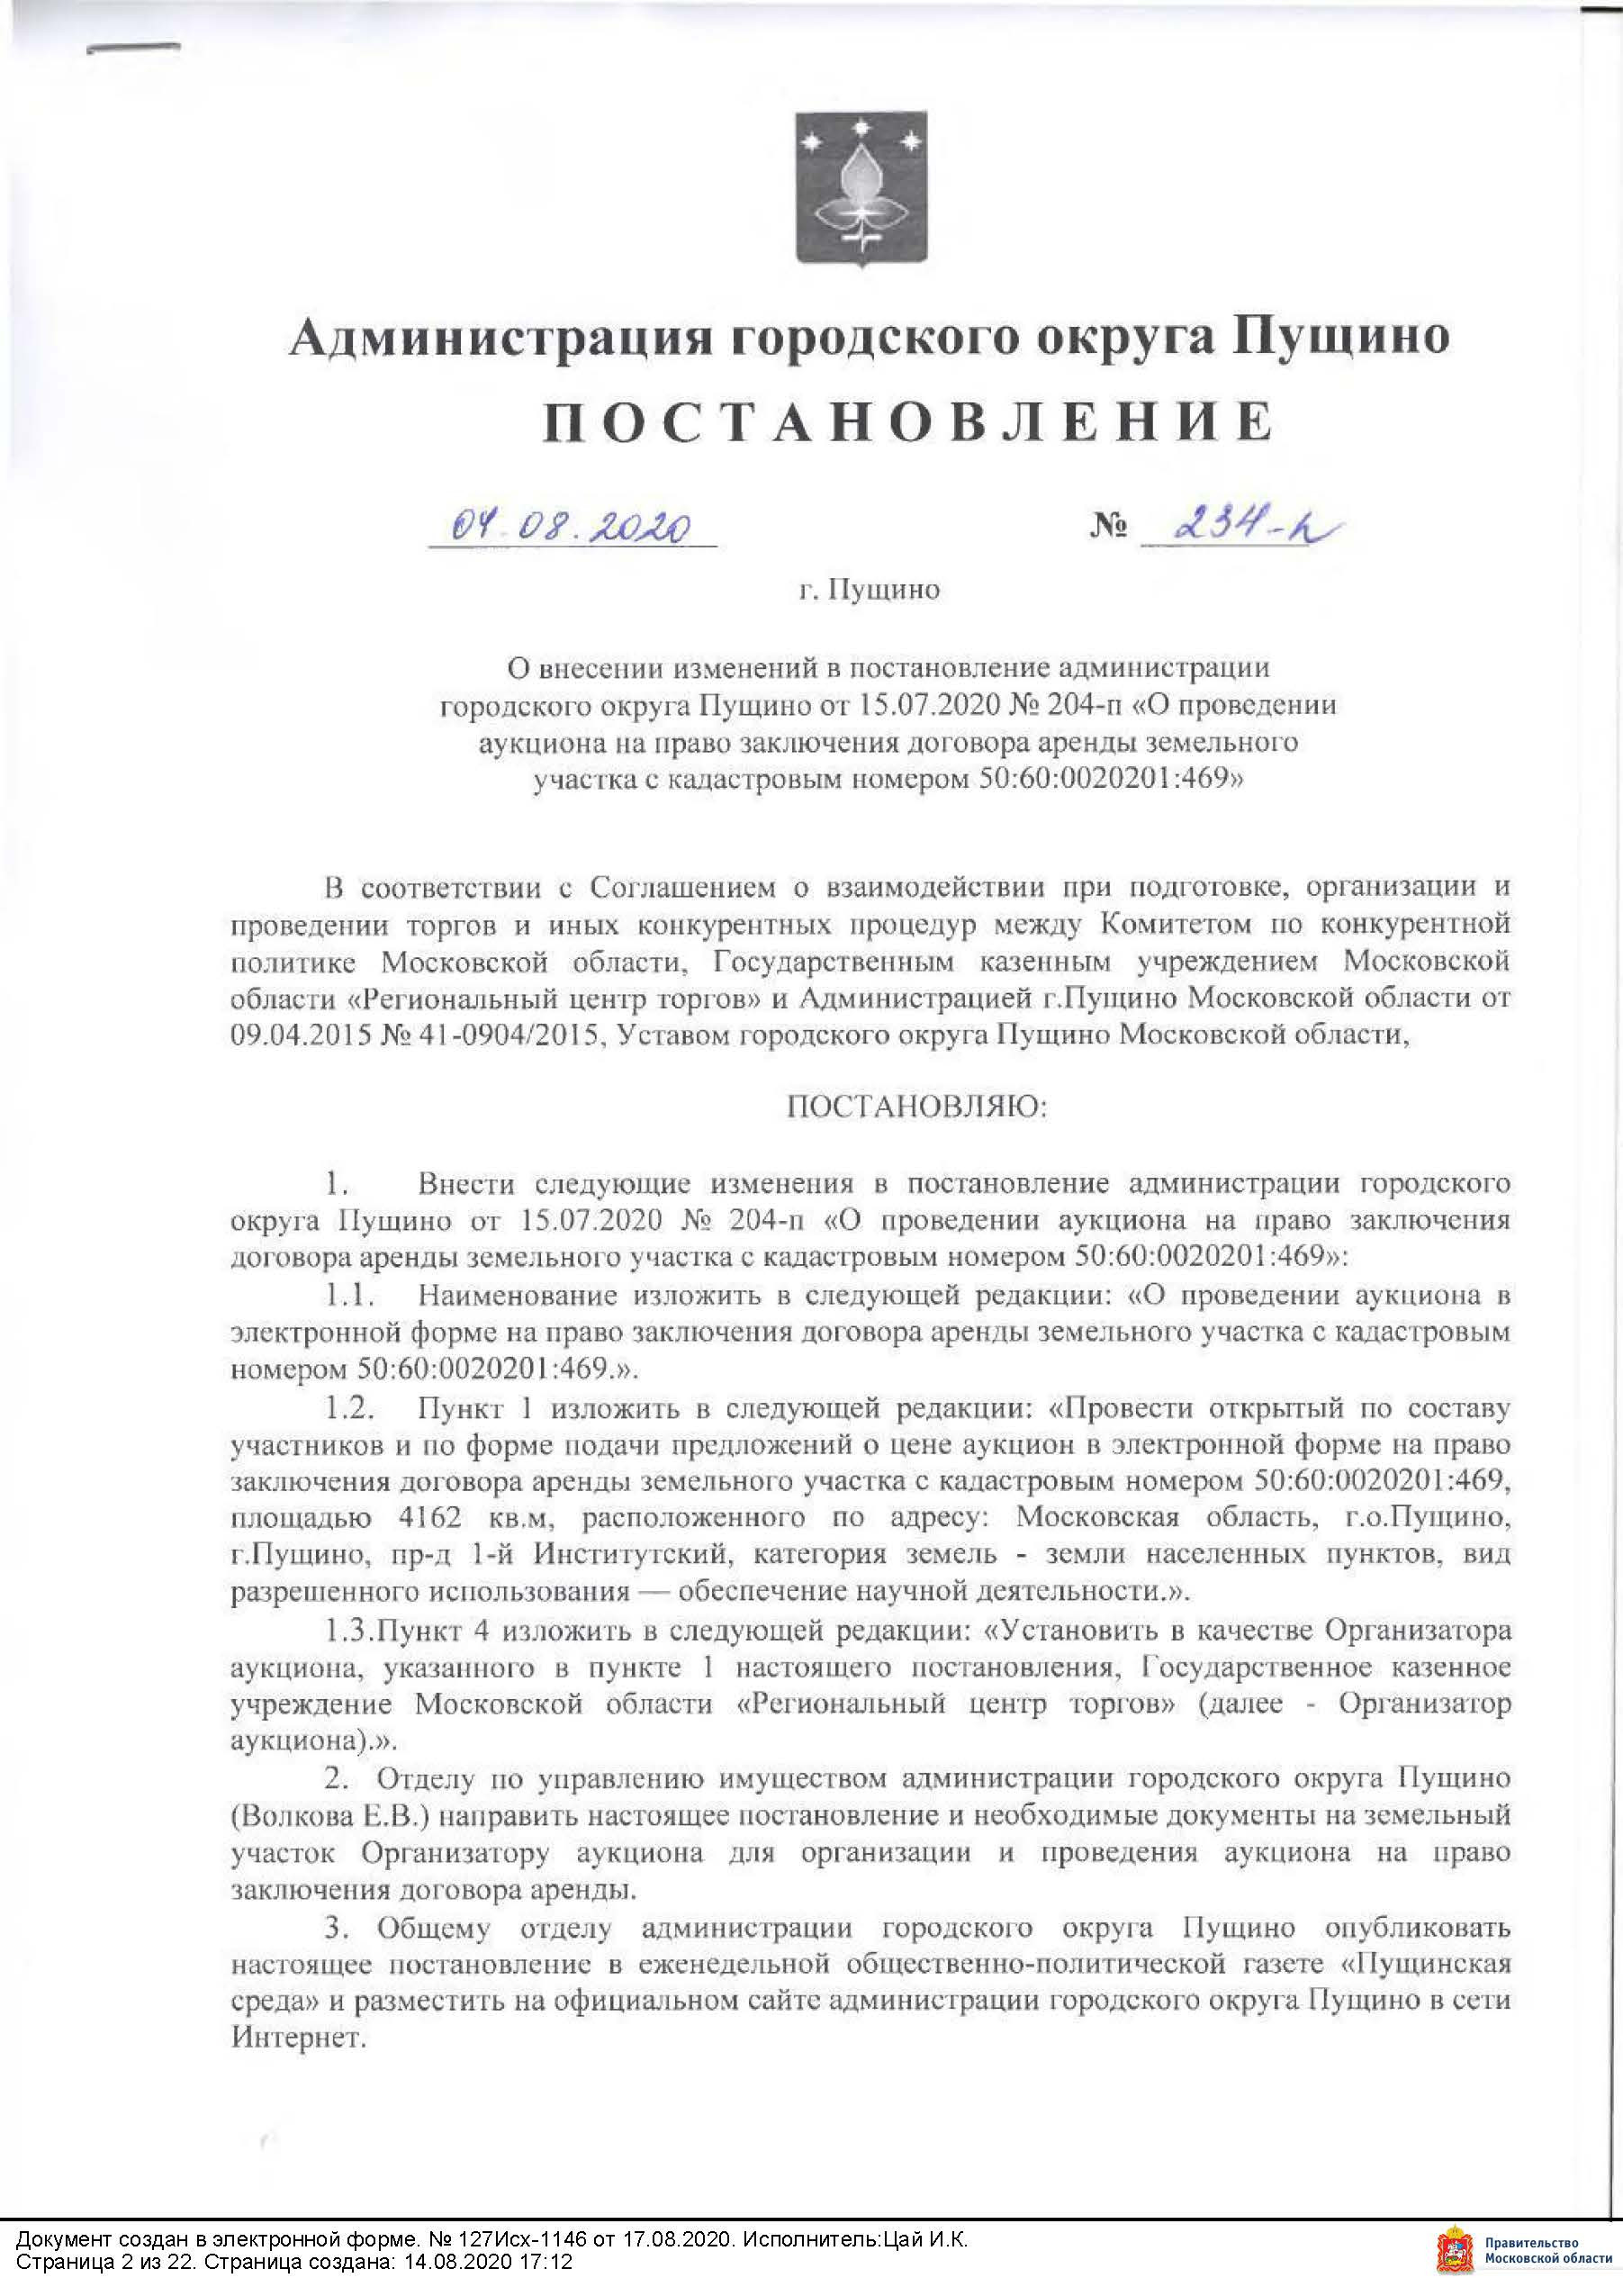 Администрация городского округа Пущино
ПОСТАНОВЛЕНИЕ
04.08.2020 № 234-п
г. Пущино
О внесении изменений в постановление администрации
городского округа Пущино от 15.07.2020 № 204-п «О проведении
аукциона на право заключения договора аренды земельного
участка с кадастровым номером 50:60:0020201:469»
В соответствии с Соглашением о взаимодействии при подготовке, организации и
проведении торгов и иных конкурентных процедур между Комитетом по конкурентной
политике Московской области, Государственным казенным учреждением Московской
области «Региональный центр торгов» и Администрацией г.Пущино Московской области от
09.04.2015 № 41-0904/2015, Уставом городского округа Пущино Московской области,
ПОСТАНОВЛЯЮ:
1. Внести следующие изменения в постановление администрации городского
округа Пущино от 15.07.2020 № 204-п «О проведении аукциона на право заключения
договора аренды земельного участка с кадастровым номером 50:60:0020201:469»:
1.1. Наименование изложить в следующей редакции: «О проведении аукциона в
электронной форме на право заключения договора аренды земельного участка с кадастровым
номером 50:60:0020201:469.».
1.2. Пункт 1 изложить в следующей редакции: «Провести открытый по составу
участников и по форме подачи предложений о цене аукцион в электронной форме на право
заключения договора аренды земельного участка с кадастровым номером 50:60:0020201:469,
площадью 4162 кв.м, расположенного по адресу: Московская область, г.о.Пущино,
г.Пущино, пр-д 1-й Институтский, категория земель - земли населенных пунктов, вид
разрешенного использования — обеспечение научной деятельности.».
1.3.Пункт 4 изложить в следующей редакции: «Установить в качестве Организатора
аукциона, указанного в пункте 1 настоящего постановления, Государственное казенное
учреждение Московской области «Региональный центр торгов» (далее - Организатор
аукциона).».
2. Отделу по управлению имуществом администрации городского округа Пущино
(Волкова Е.В.) направить настоящее постановление и необходимые документы на земельный
участок Организатору аукциона для организации и проведения аукциона на право
заключения договора аренды.
3. Общему отделу администрации городского округа Пущино опубликовать
настоящее постановление в еженедельной общественно-политической газете «Пущинская
среда» и разместить на официальном сайте администрации городского округа Пущино в сети
Интернет.
Документ создан в электронной форме. № 127Исх-1146 от 17.08.2020. Исполнитель:Цай И.К.
Страница 2 из 22. Страница создана: 14.08.2020 17:12
Правительство
Московской области